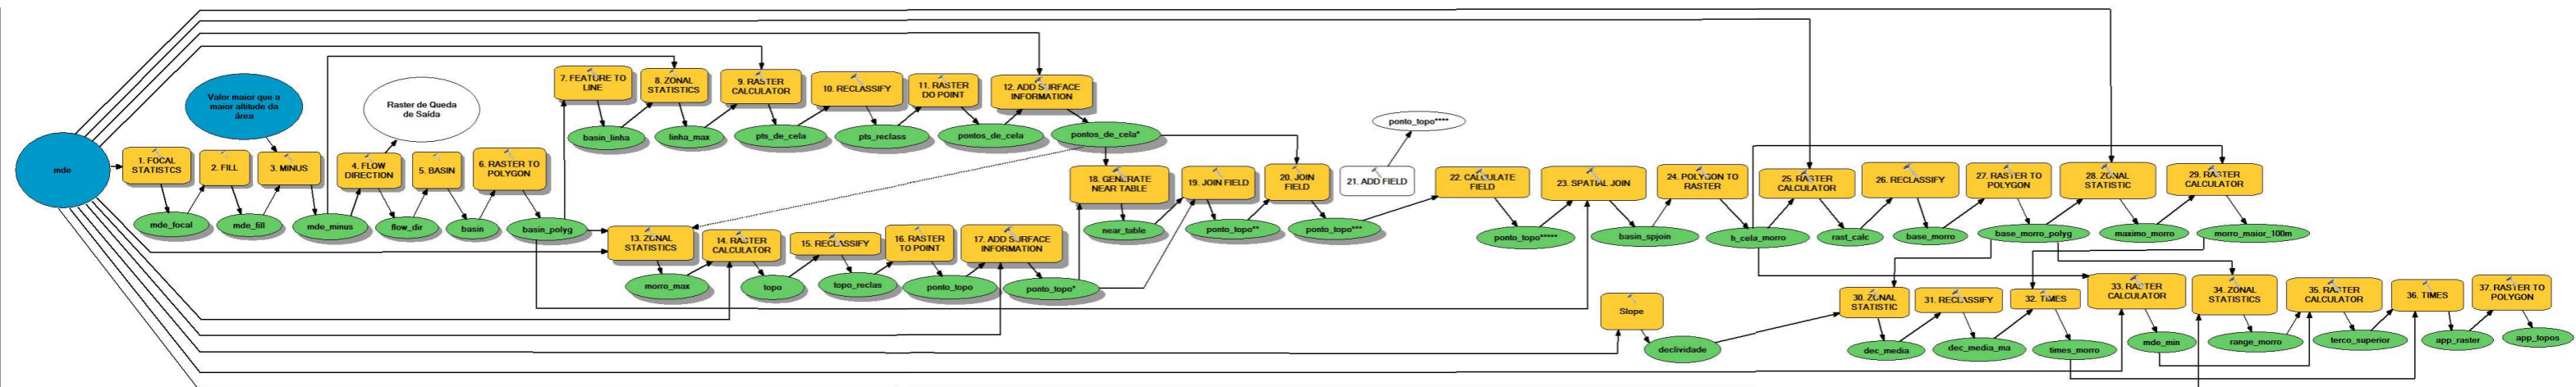 mde
Valor maior que a
maior altitude da
área
Raster de Queda
de Saída
1. FOCAL
STATISTCS
2. FILL
3. MINUS
4. FLOW
DIRECTION
5. BASIN
6. RASTER TO
POLYGON
mde_focal
mde_fill
mde_minus
flow_dir
basin
basin_polyg
7. FEATURE TO
LINE
8. ZONAL
STATISTICS
9. RASTER
CALCULATOR
10. RECLASSIFY
11. RASTER
DO POINT
12. ADD SURFACE
INFORMATION
basin_linha
linha_max
pts_de_cela
pts_reclass
pontos_de_cela
pontos_de_cela*
13. ZONAL
STATISTICS
14. RASTER
CALCULATOR
15. RECLASSIFY
16. RASTER
TO POINT
17. ADD SURFACE
INFORMATION
morro_max
topo
topo_reclas
ponto_topo
ponto_topo*
18. GENERATE
NEAR TABLE
19. JOIN FIELD
20. JOIN
FIELD
near_table
ponto_topo**
ponto_topo***
ponto_topo****
21. ADD FIELD
22. CALCULATE
FIELD
23. SPATIAL JOIN
24. POLYGON TO
RASTER
25. RASTER
CALCULATOR
26. RECLASSIFY
27. RASTER TO
POLYGON
28. ZONAL
STATISTIC
29. RASTER
CALCULATOR
ponto_topo*****
basin_spjoin
h_cela_morro
rast_calc
base_morro
base_morro_polyg
maximo_morro
morro_maior_100m
Slope
declividade
30. ZONAL
STATISTIC
31. RECLASSIFY
32. TIMES
33. RASTER
CALCULATOR
34. ZONAL
STATISTICS
35. RASTER
CALCULATOR
36. TIMES
37. RASTER TO
POLYGON
dec_media
dec_media_ma
times_morro
mde_min
range_morro
terco_superior
app_raster
app_topos